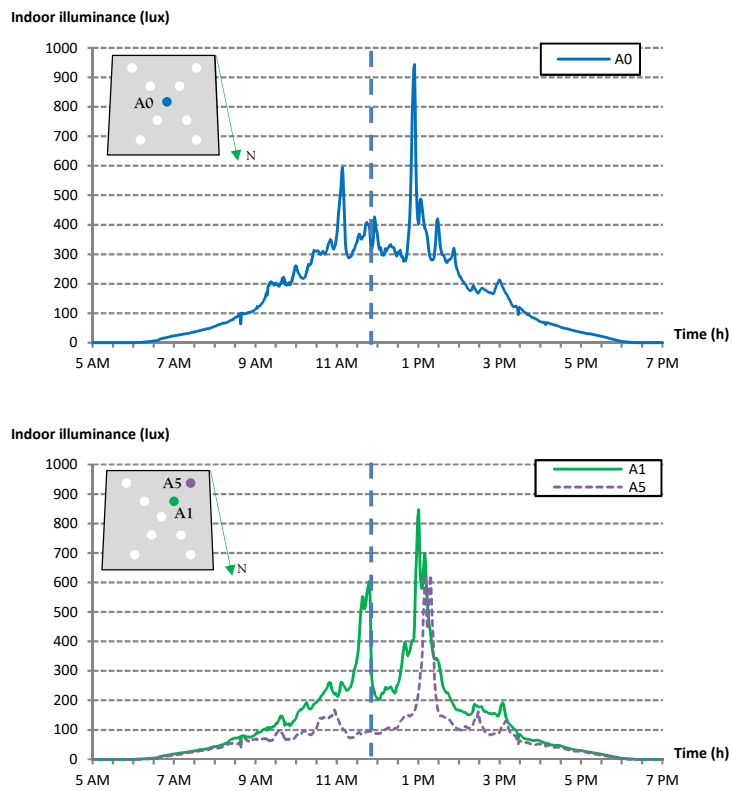 Indoor illuminance (lux)
1000
900
800
700
600
500
400
300
200
100
0
A0
A0
N
Time (h)
5 AM 7 AM 9 AM 11 AM 1 PM 3 PM 5 PM 7 PM
Indoor illuminance (lux)
1000
900
800
700
600
500
400
300
200
100
0
A5
A1
N
A1
A5
Time (h)
5 AM 7 AM 9 AM 11 AM 1 PM 3 PM 5 PM 7 PM